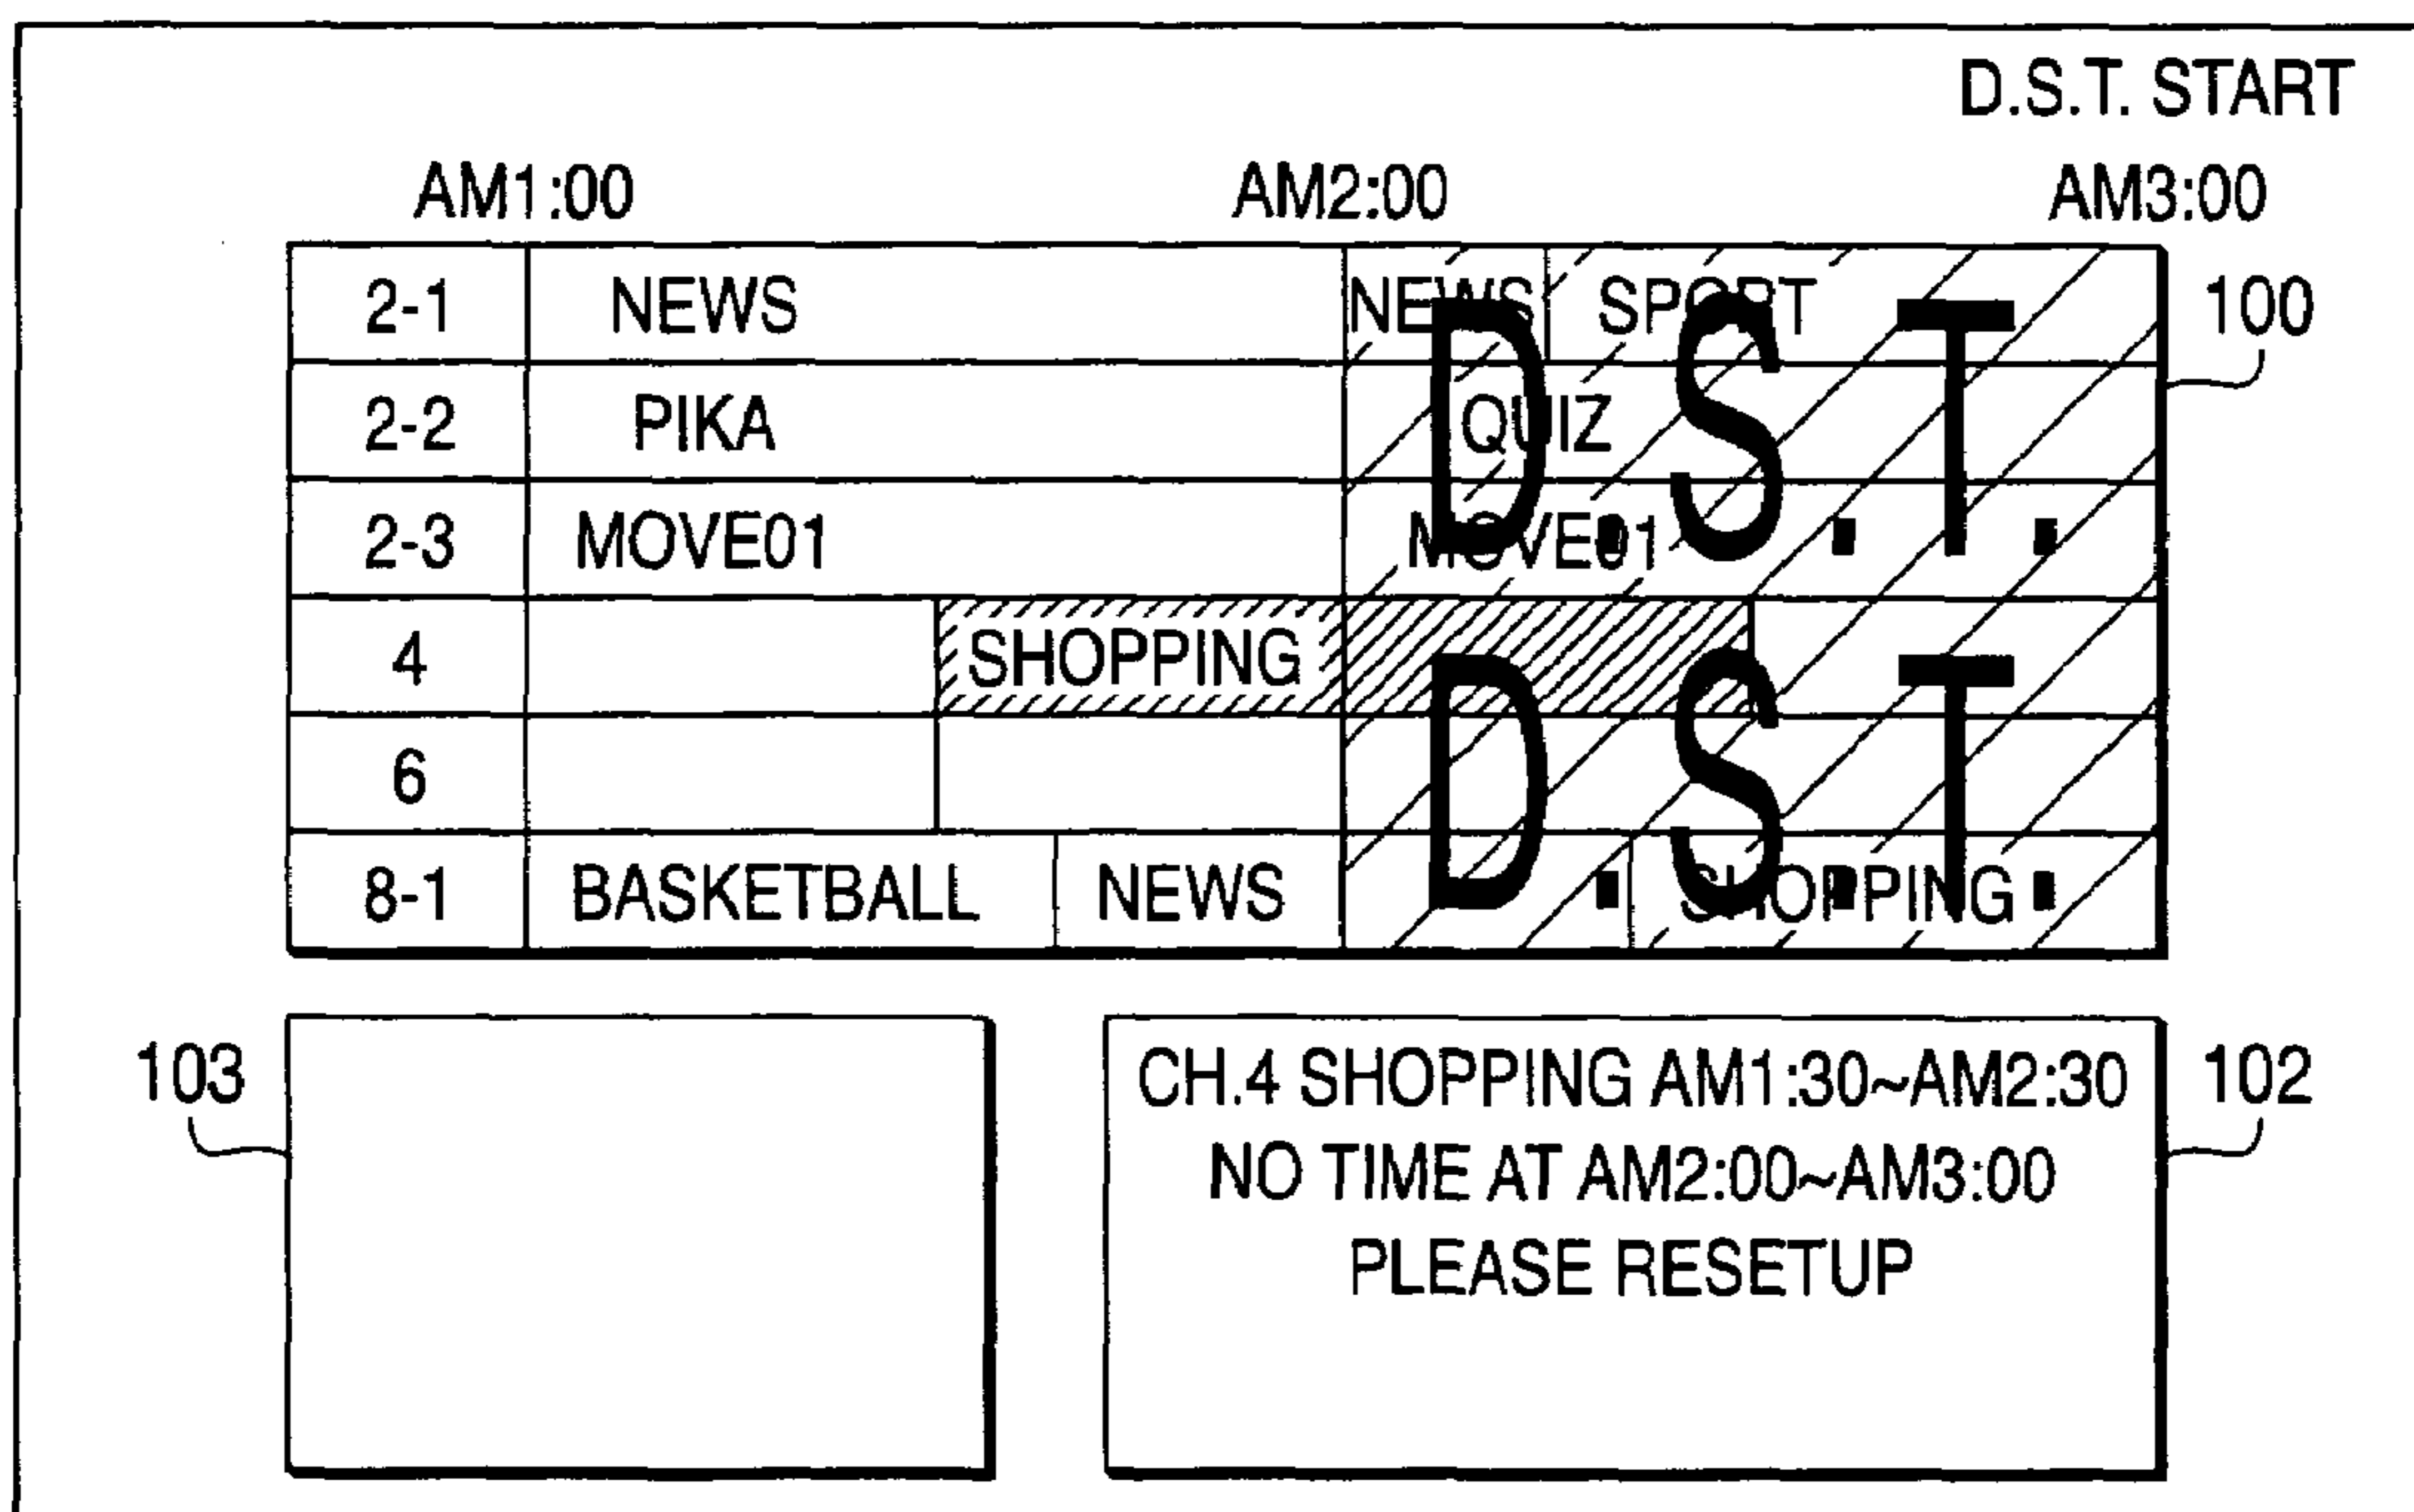 D.S.T. START
AM1:00 AM2:00 AM3:00
2-1 NEWS NEWS SPORT 100
2-2 PIKA QUIZ
2-3 MOVE01 MOVE01
D.S.T.
4 SHOPPING
6
8-1 BASKETBALL NEWS SHOPPING
D.S.T.
103
CH.4 SHOPPING AM1:30~AM2:30 102
NO TIME AT AM2:00~AM3:00
PLEASE RESETUP